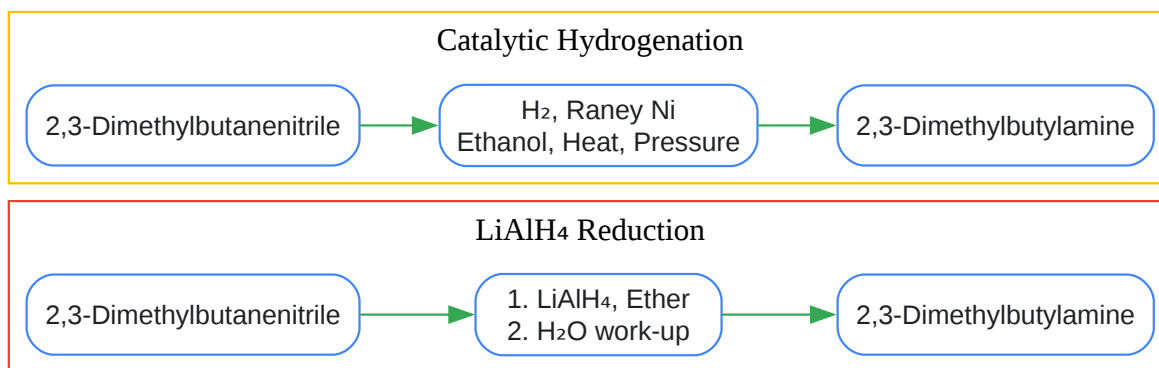 Catalytic Hydrogenation
2,3-Dimethylbutanenitrile
H₂, Raney Ni
Ethanol, Heat, Pressure
2,3-Dimethylbutylamine
LiAlH₄ Reduction
2,3-Dimethylbutanenitrile
1. LiAlH₄, Ether
2. H₂O work-up
2,3-Dimethylbutylamine